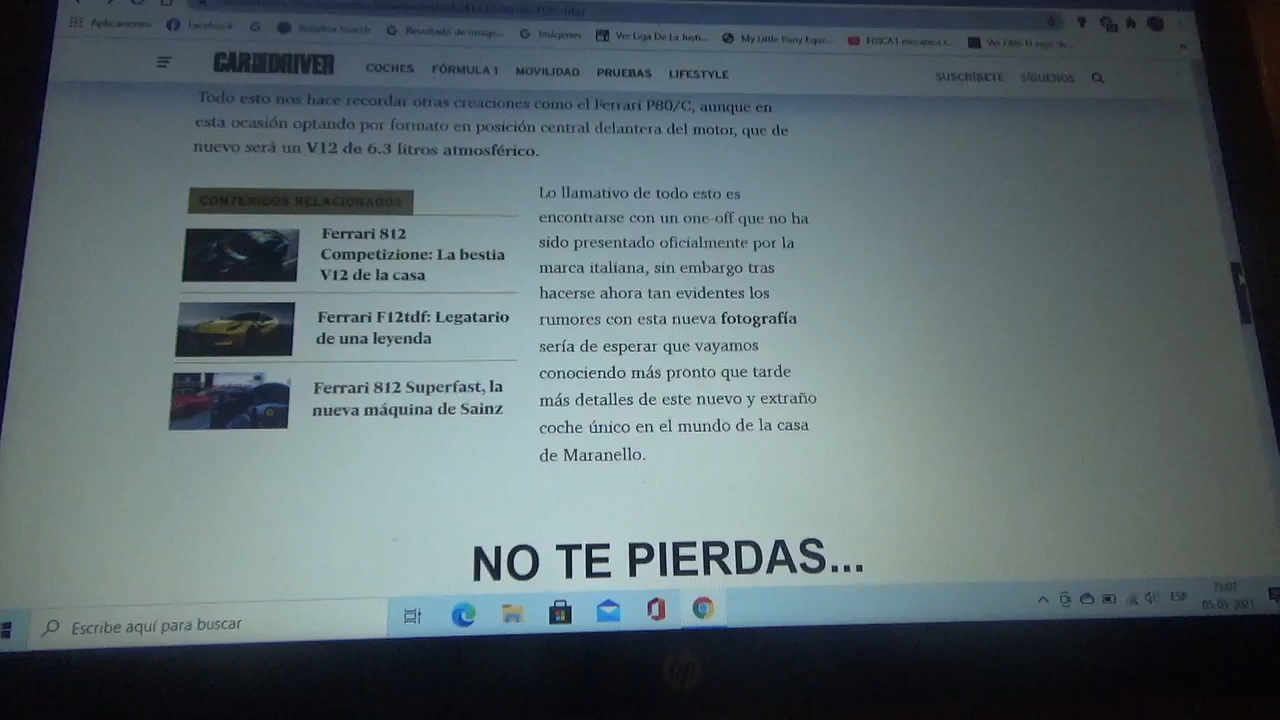 Aplicaciones Facebook G G Resultado de image... G Imágenes Ver Liga De La Justi... My Little Pony Eque...
CAR AND DRIVER COCHES FÓRMULA 1 MOVILIDAD PRUEBAS LIFESTYLE SUSCRÍBETE SÍGUENOS
Todo esto nos hace recordar otras creaciones como el Ferrari P80/C, aunque en
esta ocasión optando por formato en posición central delantera del motor, que de
nuevo será un V12 de 6.3 litros atmosférico.
CONTENIDOS RELACIONADOS
Ferrari 812
Competizione: La bestia
V12 de la casa
Ferrari F12tdf: Legatario
de una leyenda
Ferrari 812 Superfast, la
nueva máquina de Sainz
Lo llamativo de todo esto es
encontrarse con un one-off que no ha
sido presentado oficialmente por la
marca italiana, sin embargo tras
hacerse ahora tan evidentes los
rumores con esta nueva fotografía
sería de esperar que vayamos
conociendo más pronto que tarde
más detalles de este nuevo y extraño
coche único en el mundo de la casa
de Maranello.
NO TE PIERDAS...
Escribe aquí para buscar
ESP
21:07
05-05-2021
hp